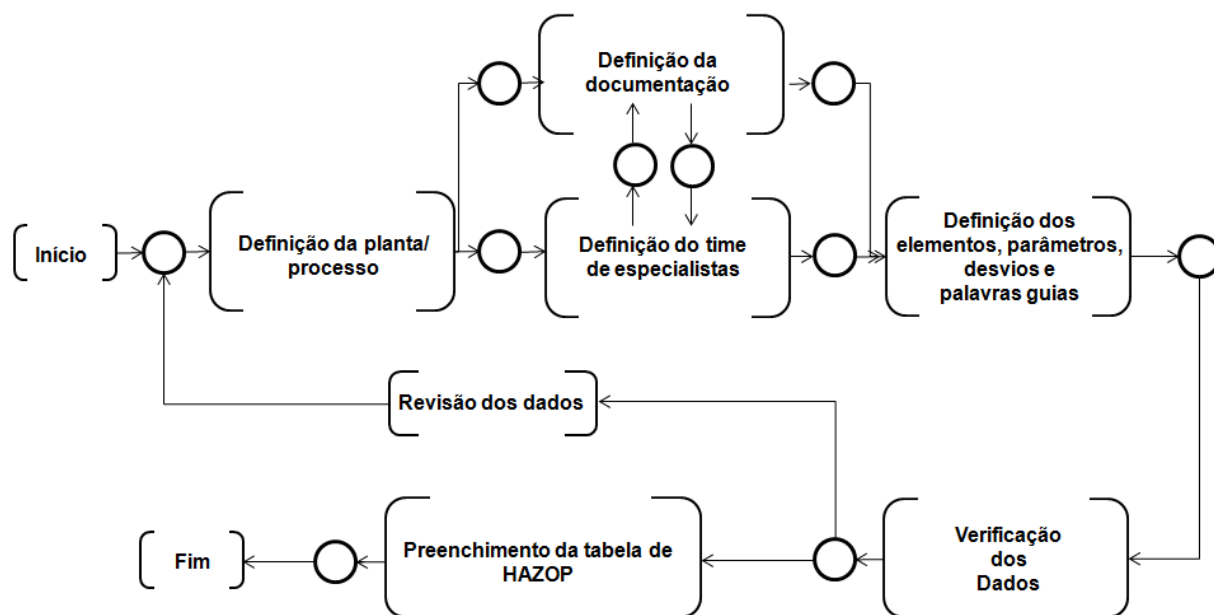 Definição da
documentação
Início
Definição da planta/
processo
Definição do time
de especialistas
Definição dos
elementos, parâmetros,
desvios e
palavras guias
Revisão dos dados
Fim
Preenchimento da tabela de
HAZOP
Verificação
dos
Dados